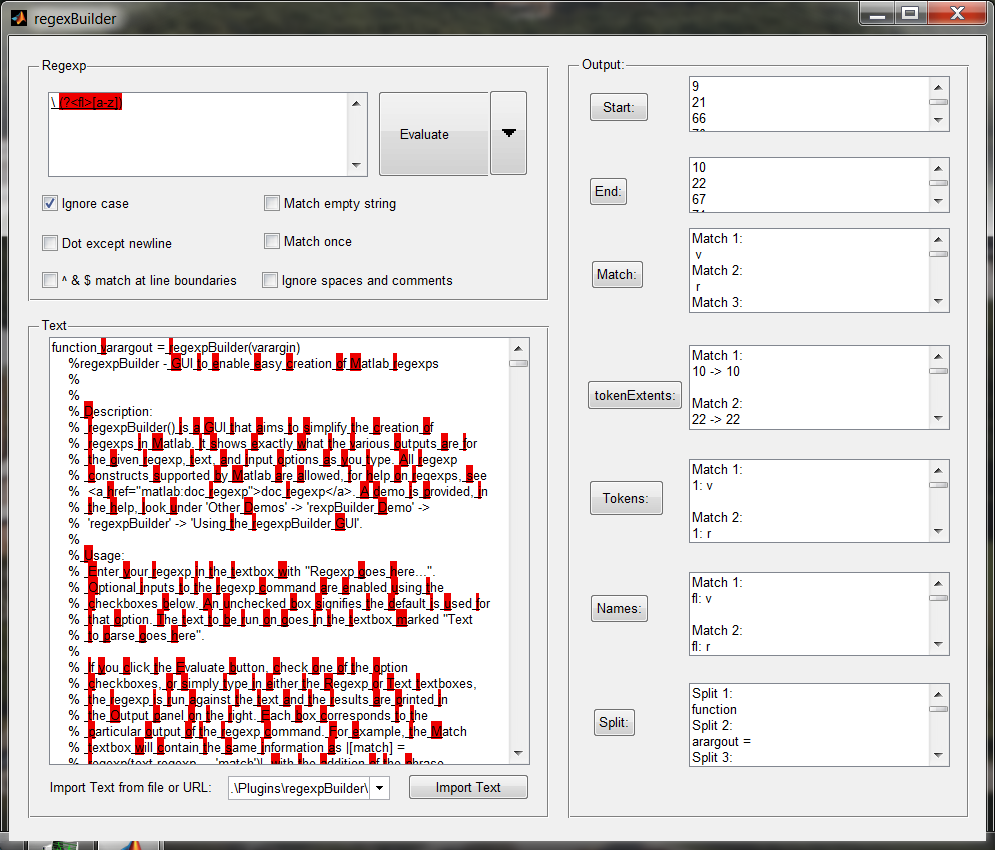 regexBuilder
Regexp
\ (?<fl>[a-z])
Evaluate
Ignore case
Match empty string
Dot except newline
Match once
^ & $ match at line boundaries
Ignore spaces and comments
Text
function varargout = regexpBuilder(varargin)
%regexpBuilder - GUI to enable easy creation of Matlab regexps
%
%
% Description:
% regexpBuilder() is a GUI that aims to simplify the creation of
% regexps in Matlab. It shows exactly what the various outputs are for
% the given regexp, text, and input options as you type. All regexp
% constructs supported by Matlab are allowed, for help on regexps, see
% <a href="matlab:doc regexp">doc regexp</a>. A demo is provided, in
% the help, look under 'Other Demos' -> 'rexpBuilder Demo' ->
% 'regexpBuilder' -> 'Using the regexpBuilder GUI'.
%
% Usage:
% Enter your regexp in the textbox with "Regexp goes here...".
% Optional inputs to the regexp command are enabled using the
% checkboxes below. An unchecked box signifies the default is used for
% that option. The text to be run on goes in the textbox marked "Text
% to parse goes here".
%
% If you click the Evaluate button, check one of the option
% checkboxes, or simply type in either the Regexp or Text textboxes,
% the regexp is run against the text and the results are printed in
% the Output panel on the right. Each box corresponds to the
% particular output of the regexp command. For example, the Match
% textbox will contain the same information as |[match] =
% regexp(text,regexp,...,'match')|, with the addition of the phrase
Import Text from file or URL:
.\Plugins\regexpBuilder\
Import Text
Output:
Start:
9
21
66
End:
10
22
67
Match:
Match 1:
v
Match 2:
r
Match 3:
tokenExtents:
Match 1:
10 -> 10
Match 2:
22 -> 22
Tokens:
Match 1:
1: v
Match 2:
1: r
Names:
Match 1:
fl: v
Match 2:
fl: r
Split:
Split 1:
function
Split 2:
arargout =
Split 3: